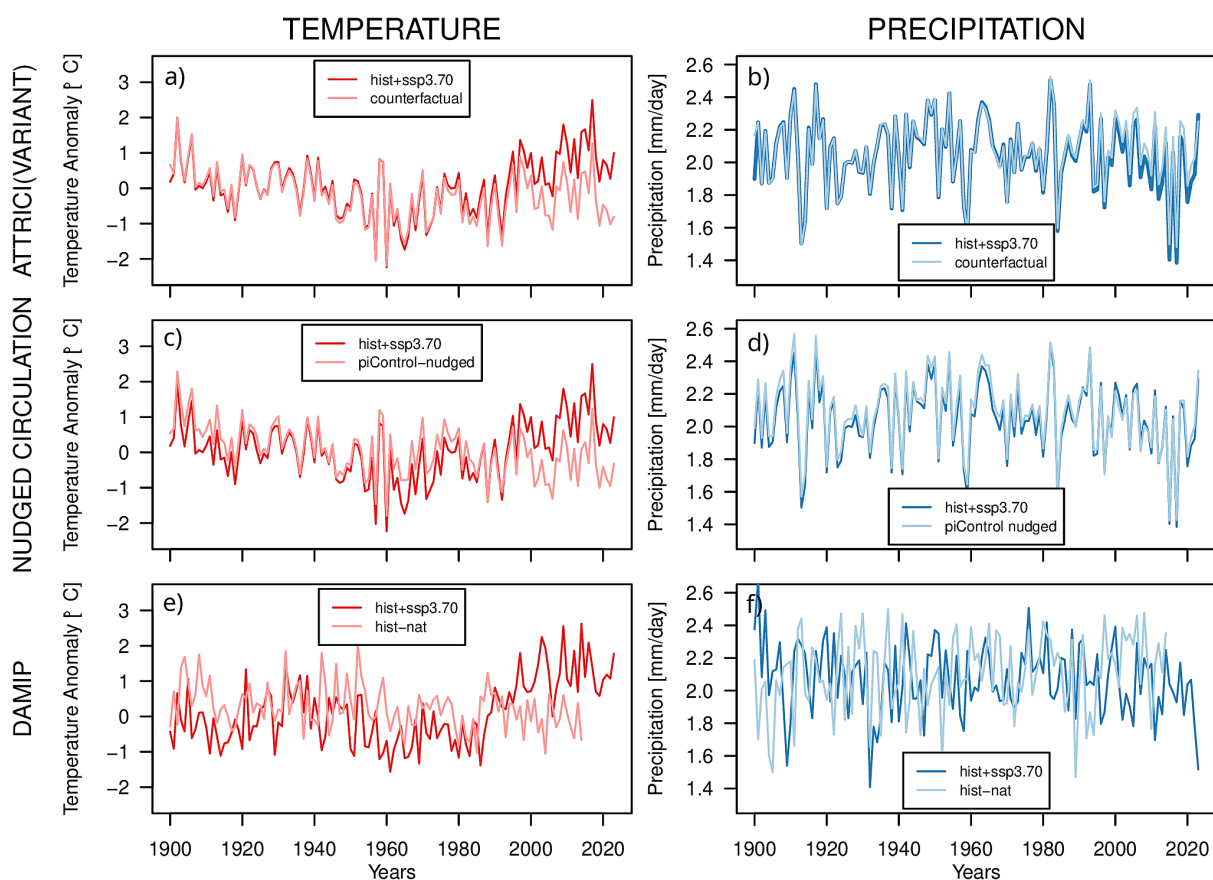 TEMPERATURE
PRECIPITATION
ATTRICI(VARIANT)
Temperature Anomaly [° C]
3
2
1
0
−1
−2
a)
hist+ssp3.70
counterfactual
Precipitation [mm/day]
2.6
2.4
2.2
2.0
1.8
1.6
1.4
b)
hist+ssp3.70
counterfactual
NUDGED CIRCULATION
Temperature Anomaly [° C]
3
2
1
0
−1
−2
c)
hist+ssp3.70
piControl−nudged
Precipitation [mm/day]
2.6
2.4
2.2
2.0
1.8
1.6
1.4
d)
hist+ssp3.70
piControl nudged
DAMIP
Temperature Anomaly [° C]
3
2
1
0
−1
−2
e)
hist+ssp3.70
hist−nat
1900 1920 1940 1960 1980 2000 2020
Years
Precipitation [mm/day]
2.6
2.4
2.2
2.0
1.8
1.6
1.4
f)
hist+ssp3.70
hist−nat
1900 1920 1940 1960 1980 2000 2020
Years